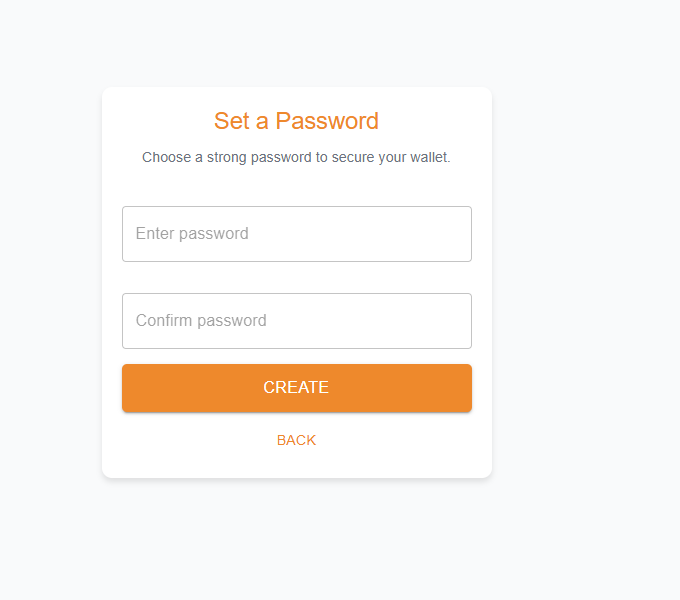 Set a Password
Choose a strong password to secure your wallet.
Enter password
Confirm password
CREATE
BACK